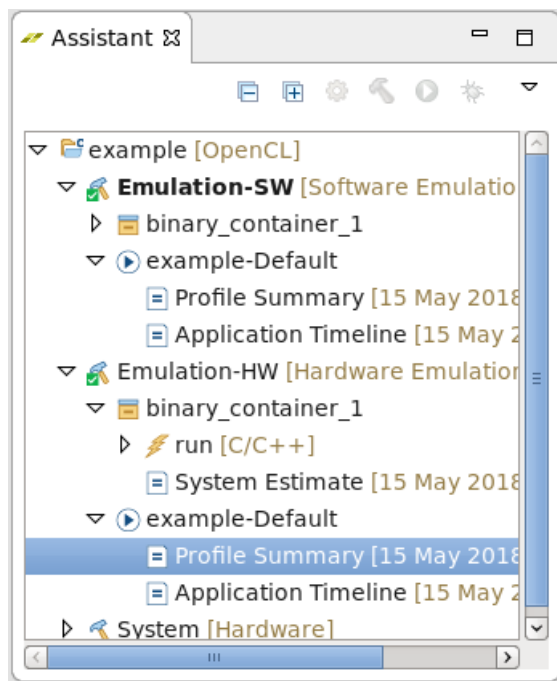 Assistant
example [OpenCL]
Emulation-SW [Software Emulatio
binary_container_1
example-Default
Profile Summary [15 May 2018
Application Timeline [15 May 2
Emulation-HW [Hardware Emulation
binary_container_1
run [C/C++]
System Estimate [15 May 2018
example-Default
Profile Summary [15 May 2018
Application Timeline [15 May 2
System [Hardware]